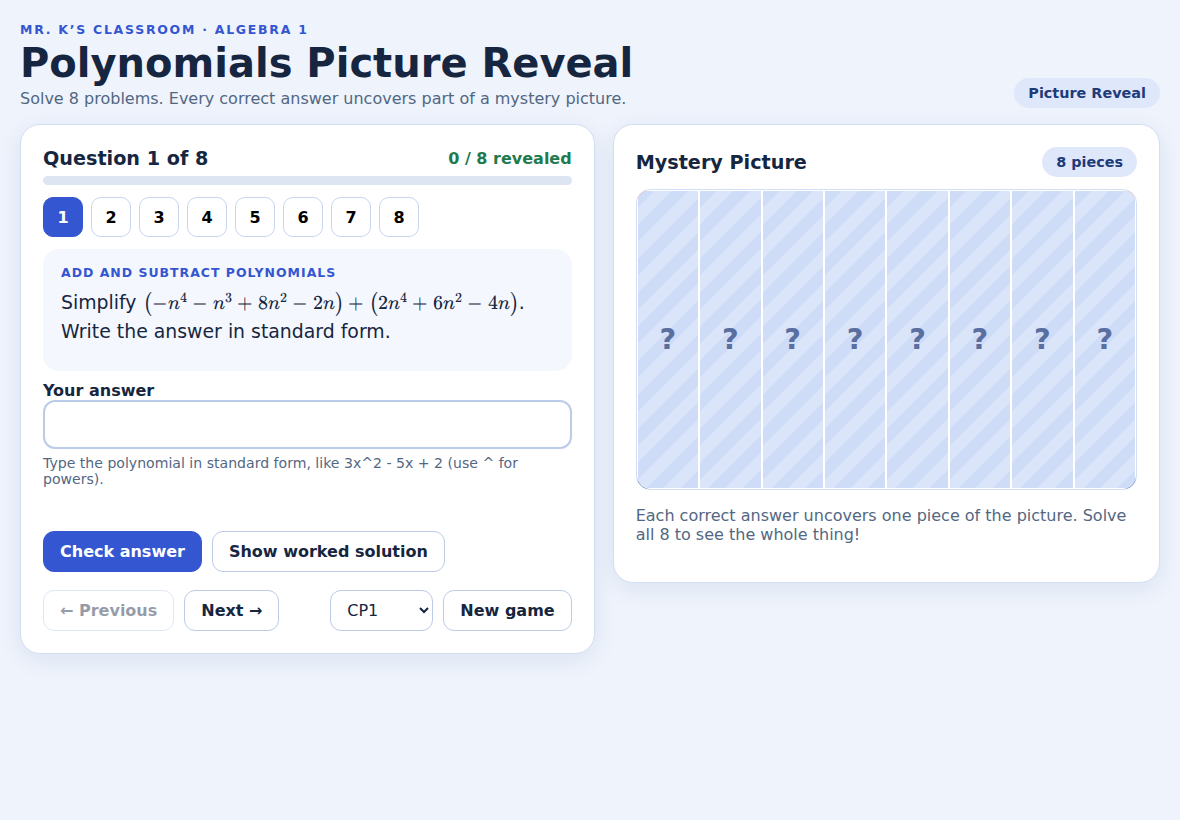 MR. K’S CLASSROOM · ALGEBRA 1
Polynomials Picture Reveal
Solve 8 problems. Every correct answer uncovers part of a mystery picture.
Picture Reveal
Question 1 of 8
0 / 8 revealed
1 2 3 4 5 6 7 8
ADD AND SUBTRACT POLYNOMIALS
Simplify (−n⁴ − n³ + 8n² − 2n) + (2n⁴ + 6n² − 4n).
Write the answer in standard form.
Your answer
Type the polynomial in standard form, like 3x^2 - 5x + 2 (use ^ for
powers).
Check answer
Show worked solution
← Previous
Next →
CP1
New game
Mystery Picture
8 pieces
? ? ? ? ? ? ? ?
Each correct answer uncovers one piece of the picture. Solve
all 8 to see the whole thing!